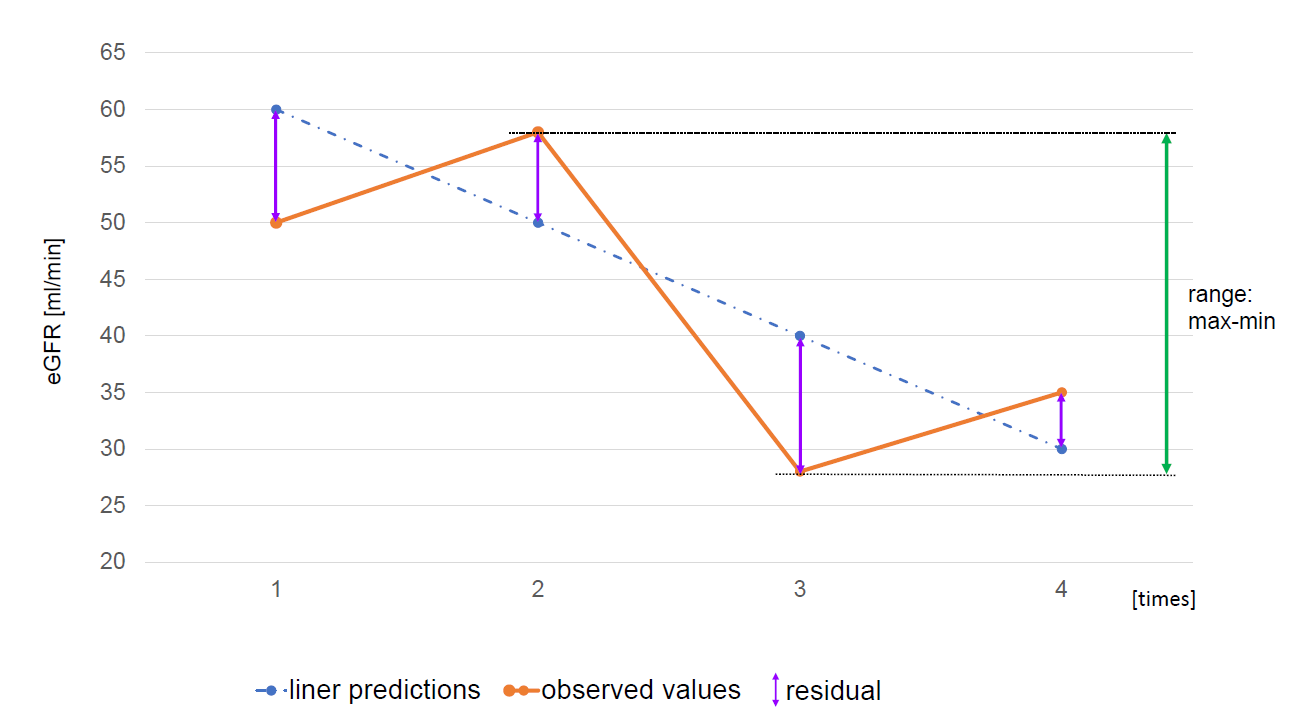 65
60
55
50
45
40
35
30
25
20
eGFR [ml/min]
range:
max-min
1 2 3 4 [times]
liner predictions observed values residual